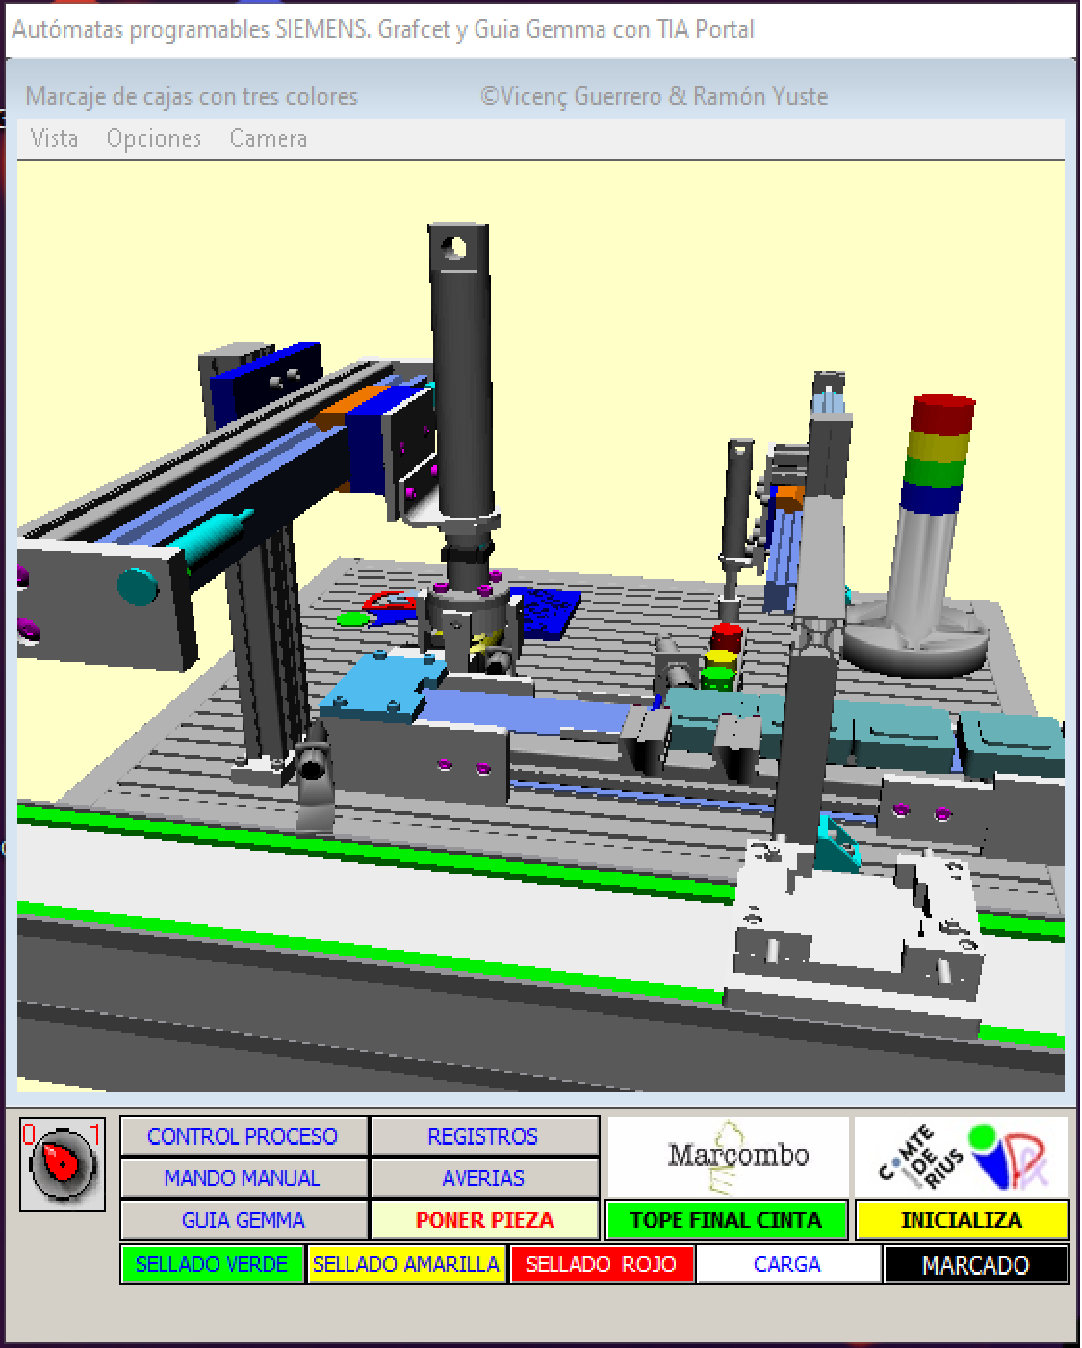 Autómatas programables SIEMENS. Grafcet y Guia Gemma con TIA Portal
Marcaje de cajas con tres colores ©Vicenç Guerrero & Ramón Yuste
Vista Opciones Camera
0 1
CONTROL PROCESO
REGISTROS
MANDO MANUAL
AVERIAS
GUIA GEMMA
PONER PIEZA
Marcombo
COMTE
DE
RIUS
TOPE FINAL CINTA
INICIALIZA
SELLADO VERDE
SELLADO AMARILLA
SELLADO ROJO
CARGA
MARCADO